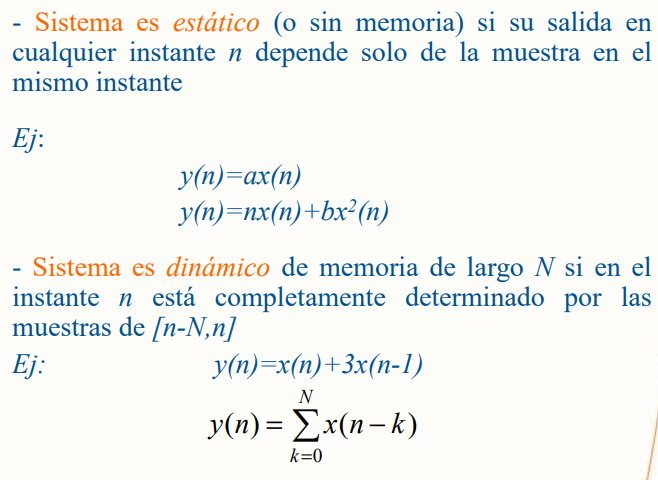 - Sistema es estático (o sin memoria) si su salida en
cualquier instante n depende solo de la muestra en el
mismo instante
Ej:
y(n)=ax(n)
y(n)=nx(n)+bx²(n)
- Sistema es dinámico de memoria de largo N si en el
instante n está completamente determinado por las
muestras de [n-N,n]
Ej: y(n)=x(n)+3x(n-1)
N
y(n) = ∑ x(n − k)
k=0